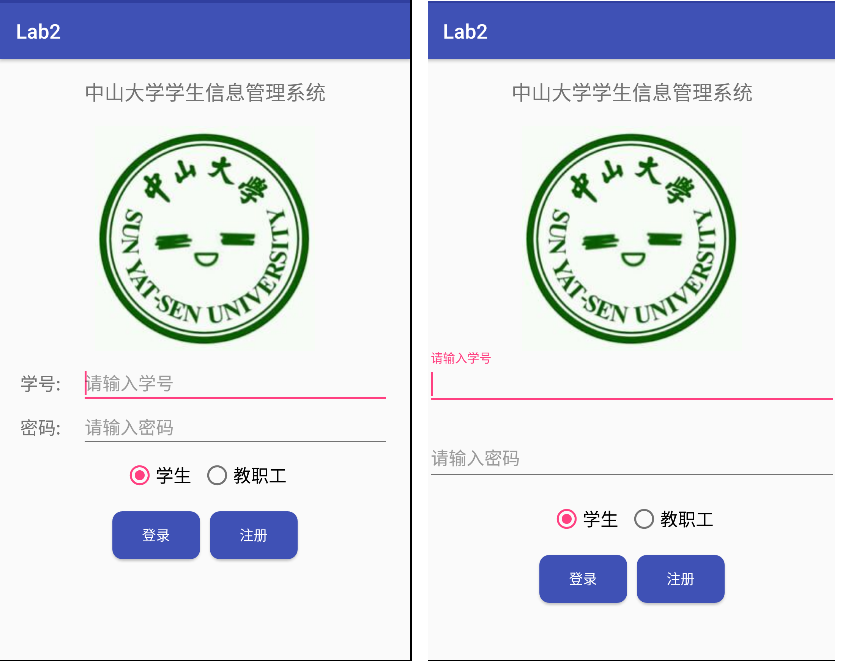 Lab2
中山大学学生信息管理系统
中山大學
SUN YAT-SEN UNIVERSITY
学号: 请输入学号
密码: 请输入密码
学生 教职工
登录 注册
Lab2
中山大学学生信息管理系统
中山大學
SUN YAT-SEN UNIVERSITY
请输入学号
请输入密码
学生 教职工
登录 注册